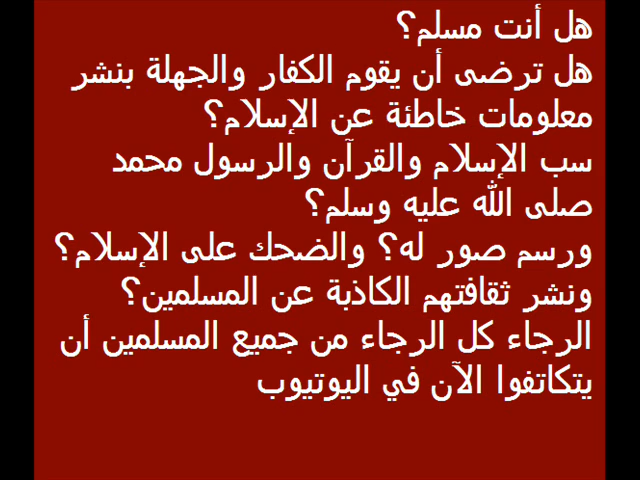 هل أنت مسلم؟
هل ترضى أن يقوم الكفار والجهلة بنشر
معلومات خاطئة عن الإسلام؟
سب الإسلام والقرآن والرسول محمد
صلى الله عليه وسلم؟
ورسم صور له؟ والضحك على الإسلام؟
ونشر ثقافتهم الكاذبة عن المسلمين؟
الرجاء كل الرجاء من جميع المسلمين أن
يتكاتفوا الآن في اليوتيوب